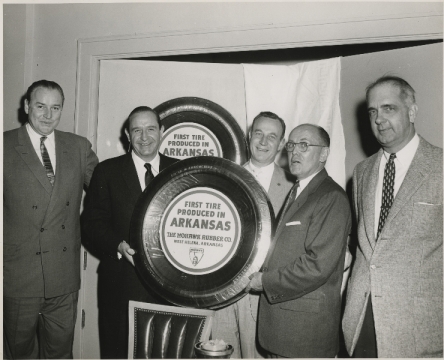 FIRST TIRE
PRODUCED IN
ARKANSAS
FIRST TIRE
PRODUCED IN
ARKANSAS
THE MOHAWK RUBBER CO.
WEST HELENA, ARKANSAS